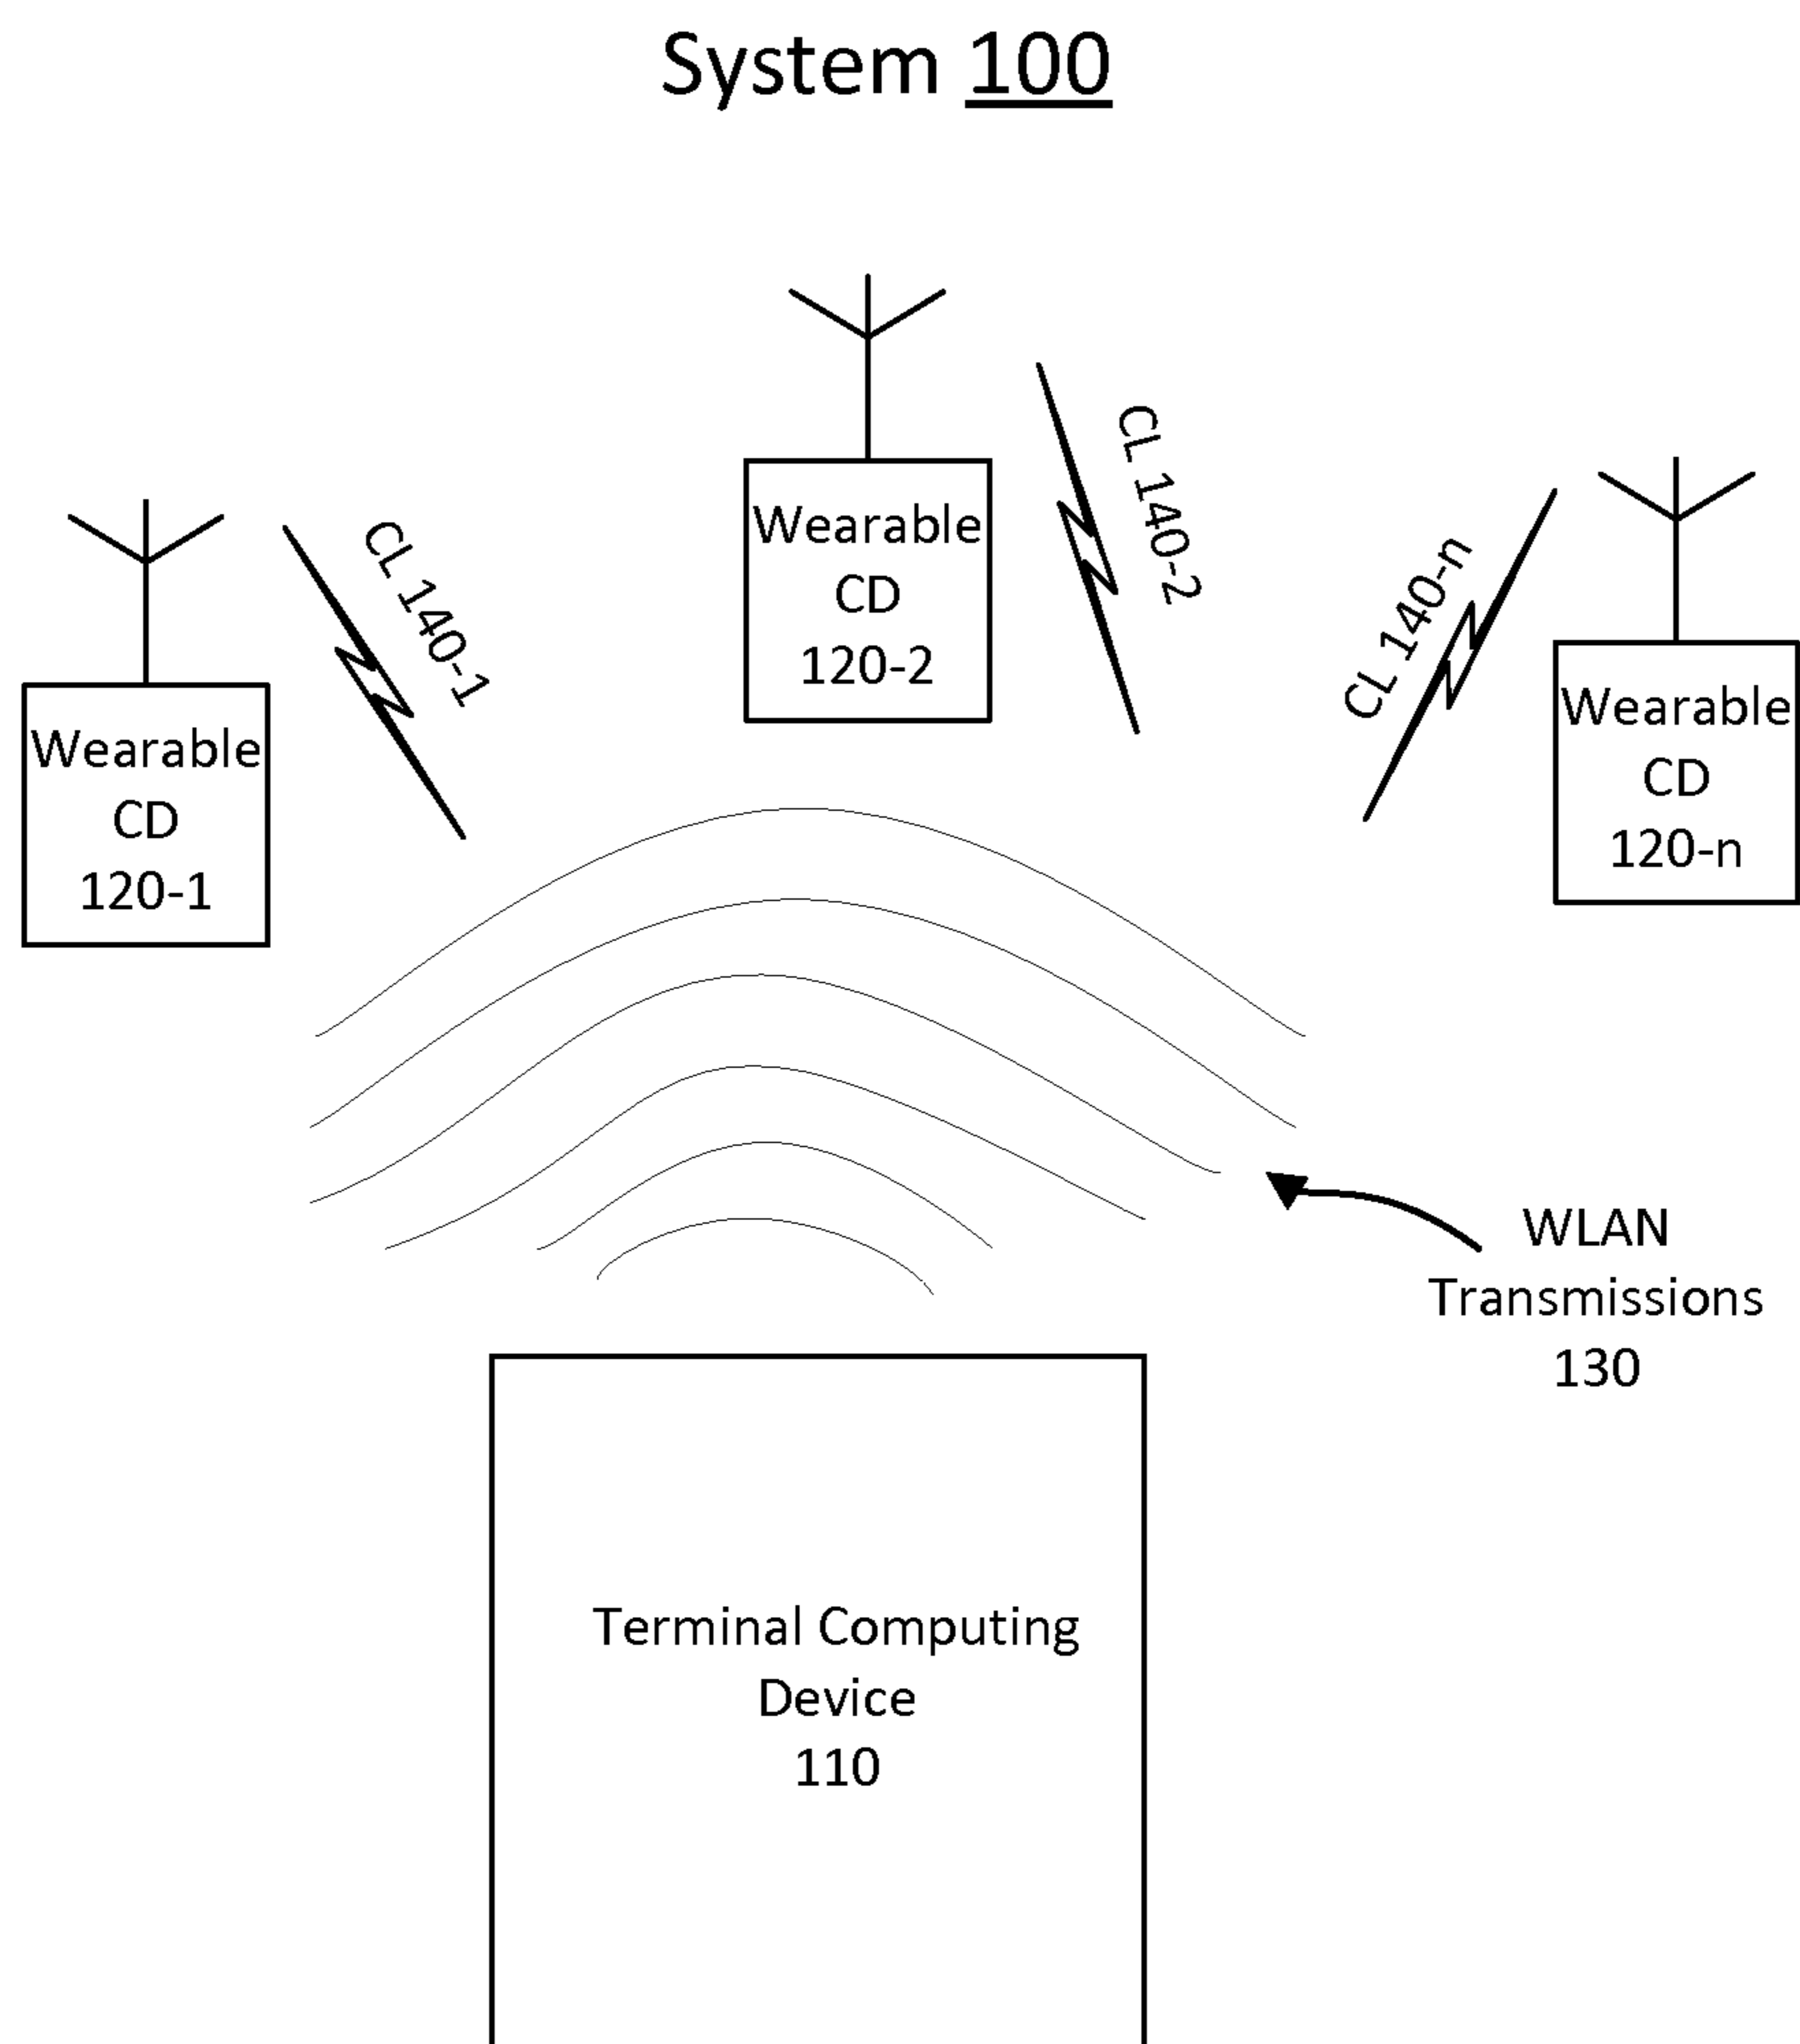 System 100
CL 140-2
Wearable
CD
120-2
CL 140-1
CL 140-n
Wearable
CD
120-1
Wearable
CD
120-n
WLAN
Transmissions
130
Terminal Computing
Device
110